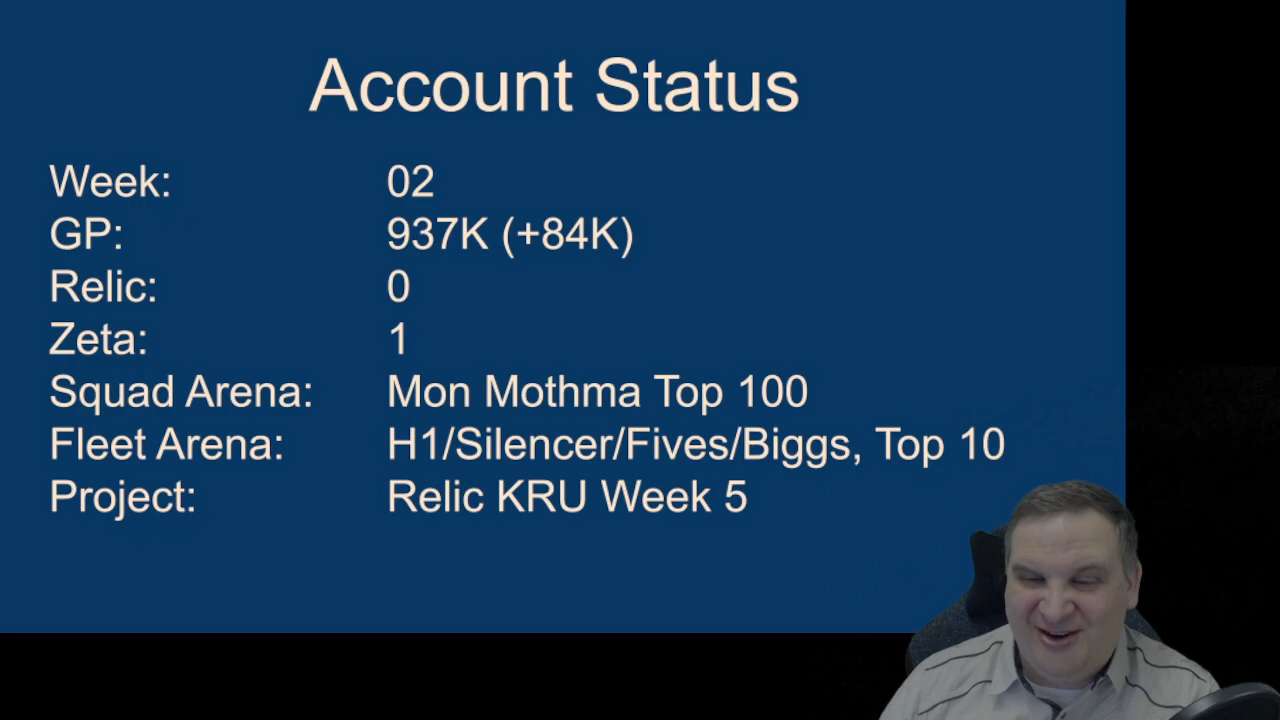 Account Status
Week: 02
GP: 937K (+84K)
Relic: 0
Zeta: 1
Squad Arena: Mon Mothma Top 100
Fleet Arena: H1/Silencer/Fives/Biggs, Top 10
Project: Relic KRU Week 5